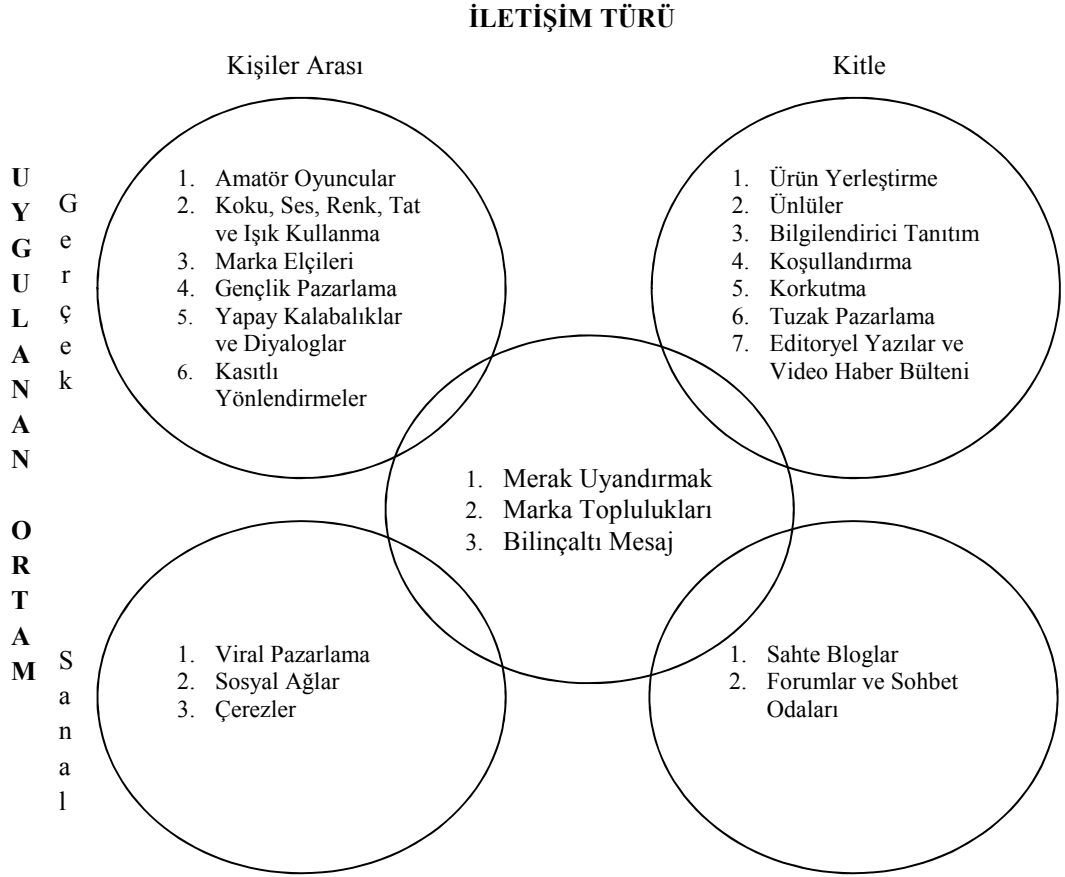 İLETİŞİM TÜRÜ
Kişiler Arası
Kitle
UYGULANAN ORTAM
Gerçek
1. Amatör Oyuncular
2. Koku, Ses, Renk, Tat
ve Işık Kullanma
3. Marka Elçileri
4. Gençlik Pazarlama
5. Yapay Kalabalıklar
ve Diyaloglar
6. Kasıtlı
Yönlendirmeler
1. Ürün Yerleştirme
2. Ünlüler
3. Bilgilendirici Tanıtım
4. Koşullandırma
5. Korkutma
6. Tuzak Pazarlama
7. Editoryel Yazılar ve
Video Haber Bülteni
1. Merak Uyandırmak
2. Marka Toplulukları
3. Bilinçaltı Mesaj
Sanal
1. Viral Pazarlama
2. Sosyal Ağlar
3. Çerezler
1. Sahte Bloglar
2. Forumlar ve Sohbet
Odaları